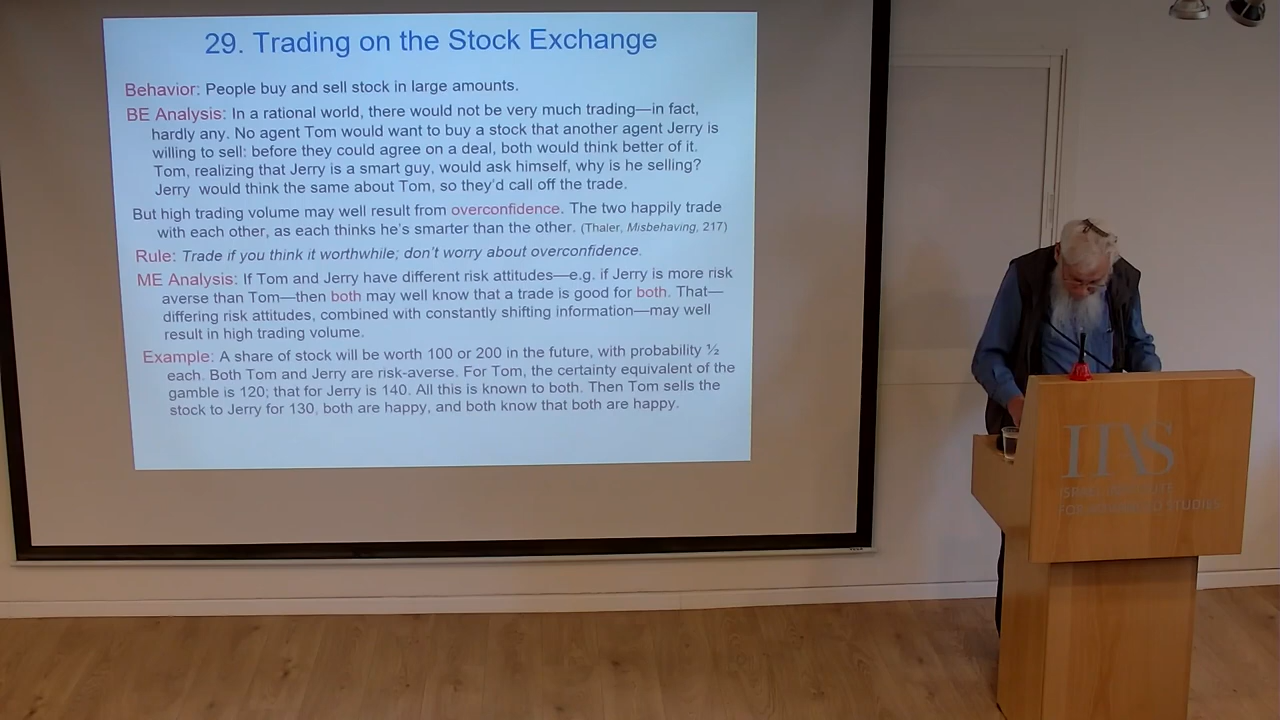 29. Trading on the Stock Exchange
Behavior: People buy and sell stock in large amounts.
BE Analysis: In a rational world, there would not be very much trading—in fact,
hardly any. No agent Tom would want to buy a stock that another agent Jerry is
willing to sell: before they could agree on a deal, both would think better of it.
Tom, realizing that Jerry is a smart guy, would ask himself, why is he selling?
Jerry would think the same about Tom, so they'd call off the trade.
But high trading volume may well result from overconfidence. The two happily trade
with each other, as each thinks he's smarter than the other. (Thaler, Misbehaving, 217)
Rule: Trade if you think it worthwhile; don't worry about overconfidence.
ME Analysis: If Tom and Jerry have different risk attitudes—e.g. if Jerry is more risk
averse than Tom—then both may well know that a trade is good for both. That—
differing risk attitudes, combined with constantly shifting information—may well
result in high trading volume.
Example: A share of stock will be worth 100 or 200 in the future, with probability ½
each. Both Tom and Jerry are risk-averse. For Tom, the certainty equivalent of the
gamble is 120; that for Jerry is 140. All this is known to both. Then Tom sells the
stock to Jerry for 130, both are happy, and both know that both are happy.
IIAS
ISRAEL INSTITUTE
FOR ADVANCED STUDIES